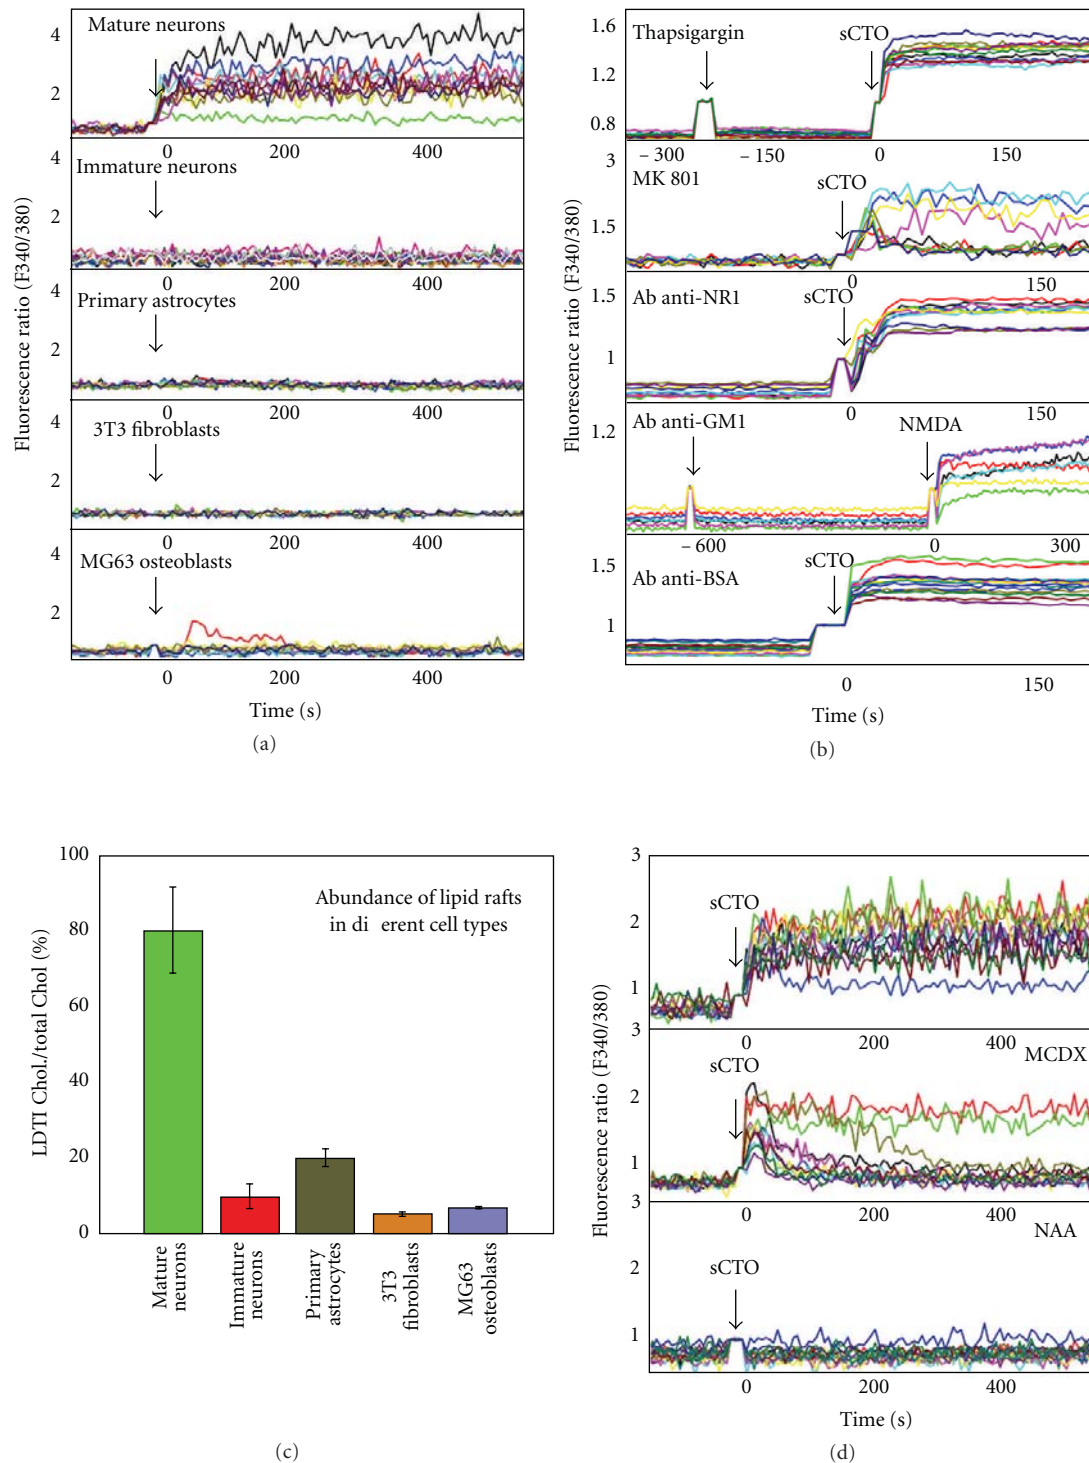 Mature neurons
4
2
0 200 400
Immature neurons
4
2
0 200 400
Primary astrocytes
4
2
0 200 400
3T3 fibroblasts
4
2
0 200 400
MG63 osteoblasts
4
2
0 200 400
Fluorescence ratio (F340/380)
Time (s)
(a)
Thapsigargin
sCTO
1.6
1.2
0.8
– 300 – 150 0 150
MK 801
sCTO
3
1.5
0 150
Ab anti-NR1
sCTO
1.5
1
0 150
Ab anti-GM1
NMDA
1.2
– 600 0 300
Ab anti-BSA
sCTO
1.5
1
0 150
Fluorescence ratio (F340/380)
Time (s)
(b)
Abundance of lipid rafts
in di erent cell types
100
80
60
40
20
0
LDTI Chol./total Chol (%)
Mature
neurons
Immature
neurons
Primary
astrocytes
3T3
fibroblasts
MG63
osteoblasts
(c)
3
sCTO
2
1
0 200 400
MCDX
3
sCTO
2
1
0 200 400
NAA
3
sCTO
2
1
0 200 400
Fluorescence ratio (F340/380)
Time (s)
(d)